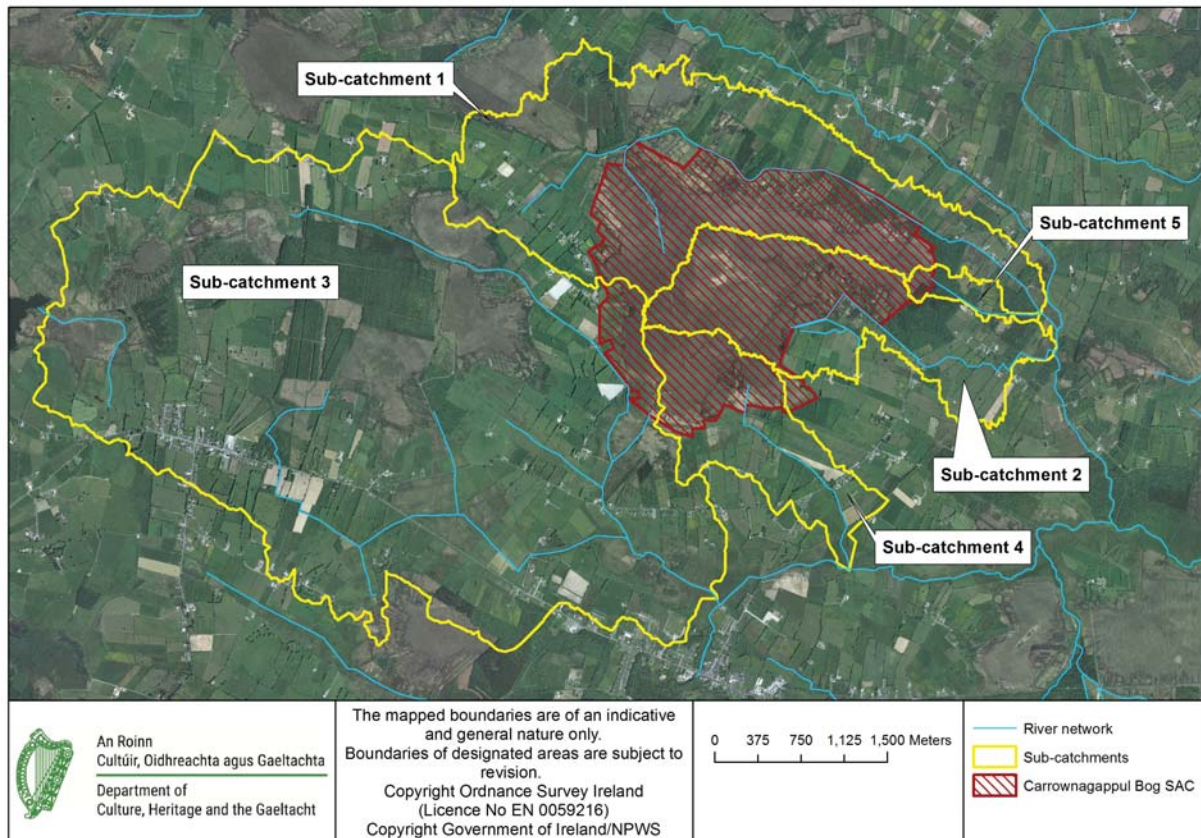 Sub-catchment 1
Sub-catchment 5
Sub-catchment 3
Sub-catchment 2
Sub-catchment 4
An Roinn
Cultúir, Oidhreachta agus Gaeltachta
Department of
Culture, Heritage and the Gaeltacht
The mapped boundaries are of an indicative
and general nature only.
Boundaries of designated areas are subject to
revision.
Copyright Ordnance Survey Ireland
(Licence No EN 0059216)
Copyright Government of Ireland/NPWS
0 375 750 1,125 1,500 Meters
River network
Sub-catchments
Carrownagappul Bog SAC